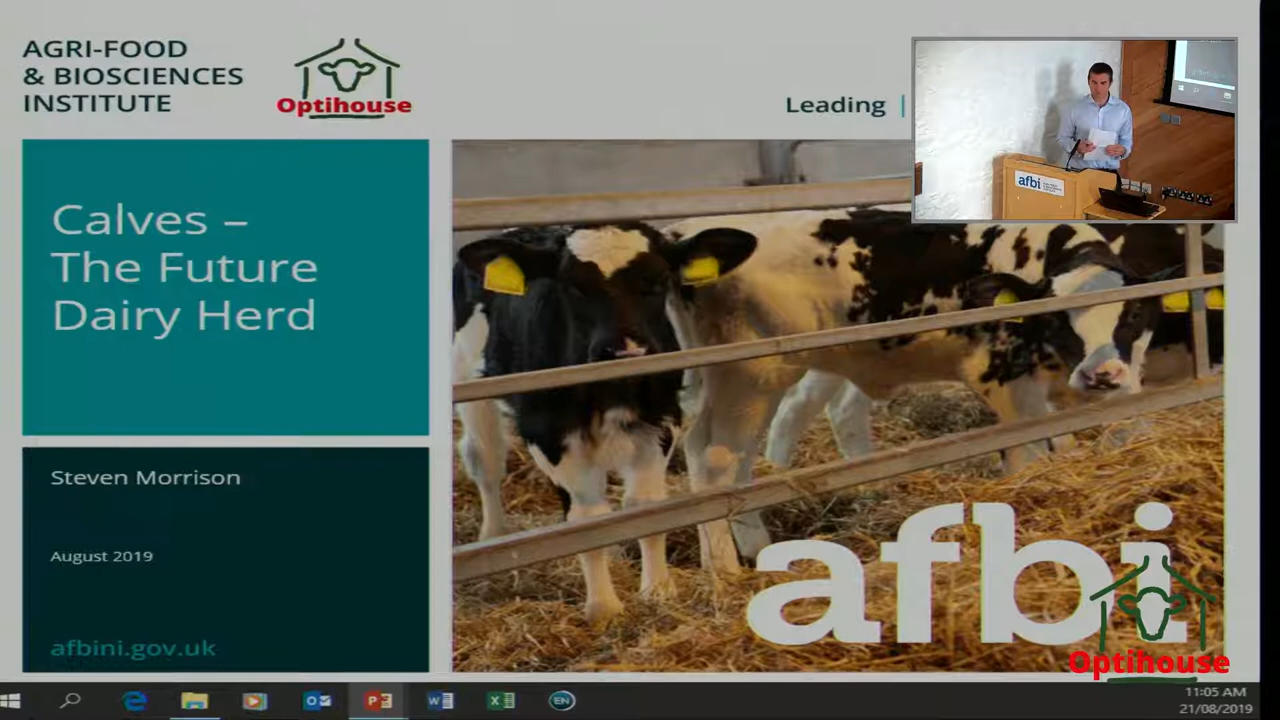 AGRI-FOOD
& BIOSCIENCES
INSTITUTE
Optihouse
Leading |
afbi
Calves –
The Future
Dairy Herd
Steven Morrison
August 2019
afbini.gov.uk
afbi
Optihouse
EN
11:05 AM
21/08/2019